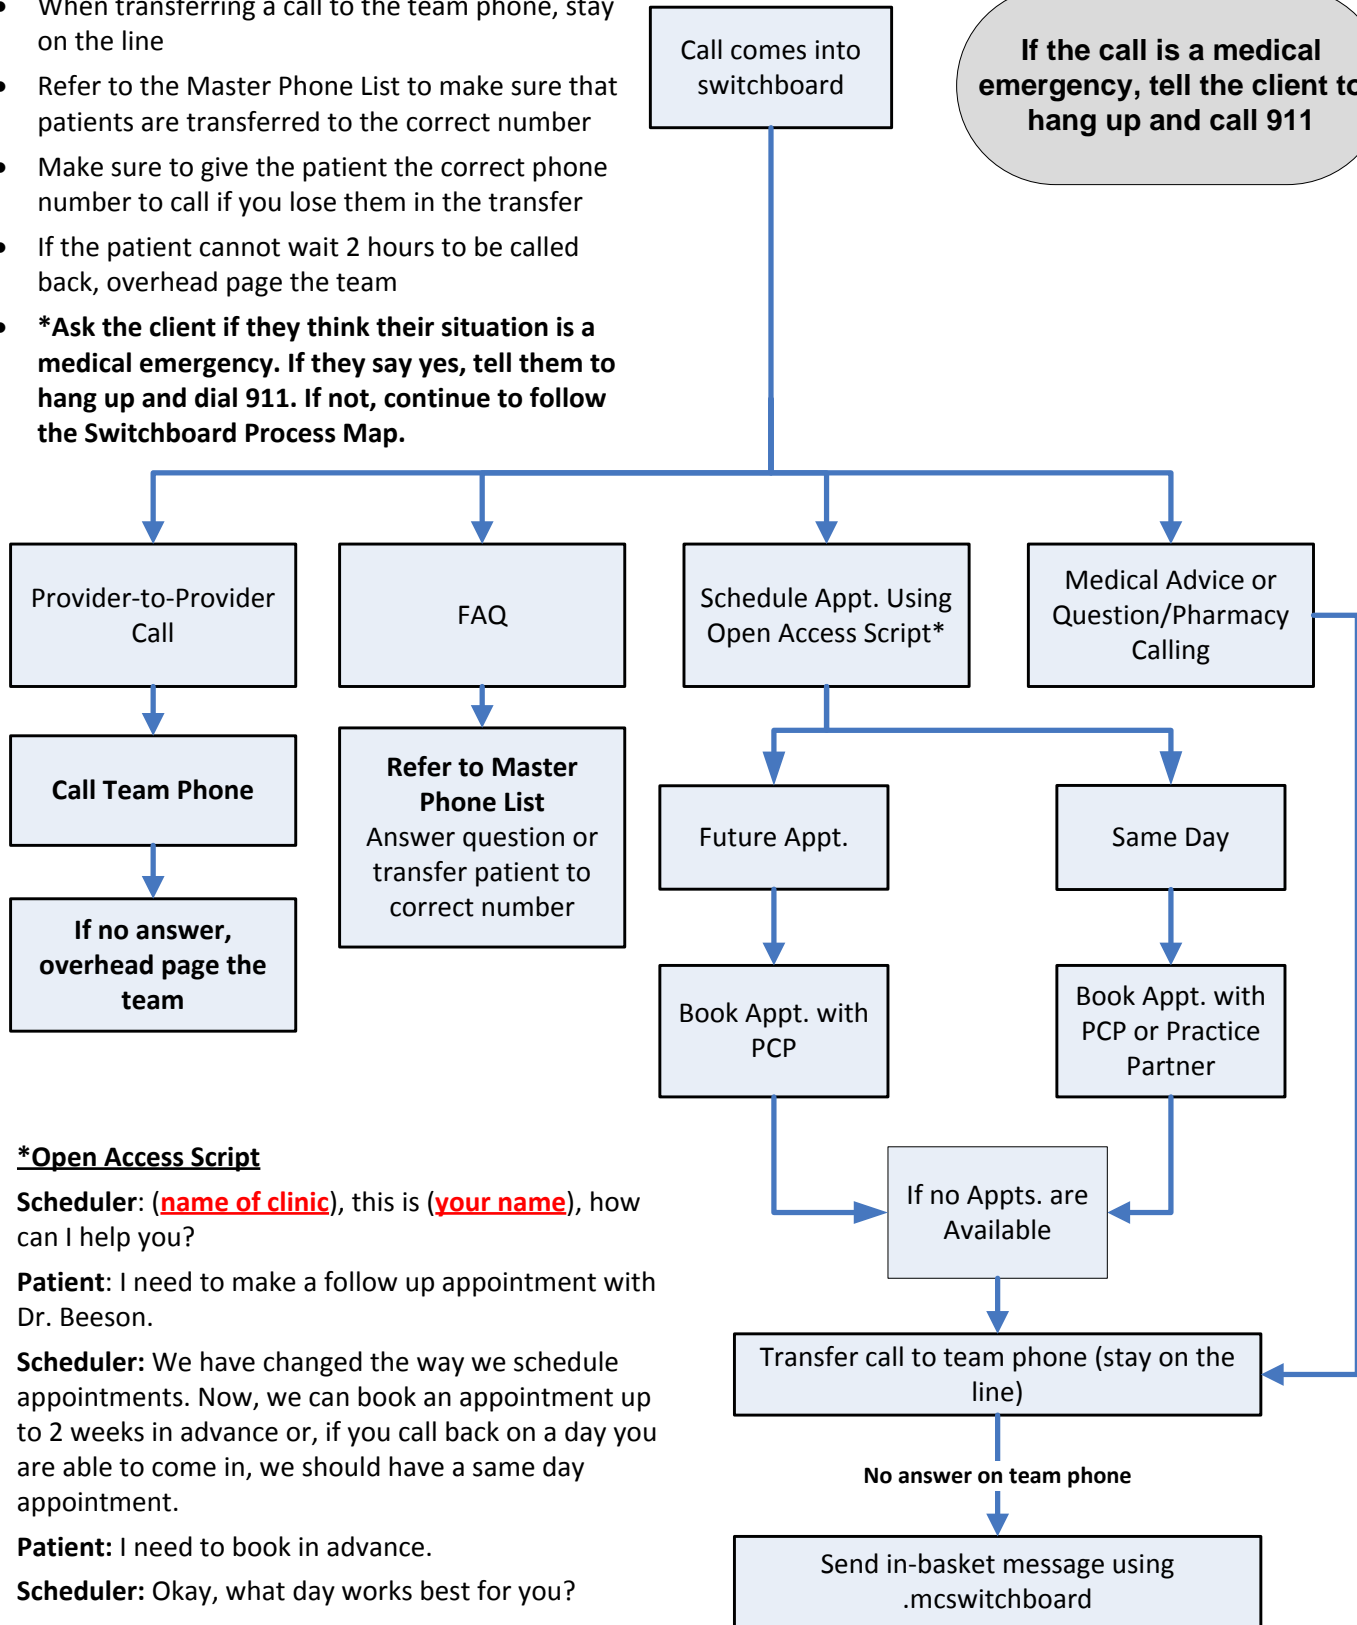 When transferring a call to the team phone, stay
on the line
• Refer to the Master Phone List to make sure that
patients are transferred to the correct number
• Make sure to give the patient the correct phone
number to call if you lose them in the transfer
• If the patient cannot wait 2 hours to be called
back, overhead page the team
• *Ask the client if they think their situation is a
medical emergency. If they say yes, tell them to
hang up and dial 911. If not, continue to follow
the Switchboard Process Map.
Call comes into
switchboard
If the call is a medical
emergency, tell the client to
hang up and call 911
Provider-to-Provider
Call
FAQ
Schedule Appt. Using
Open Access Script*
Medical Advice or
Question/Pharmacy
Calling
Call Team Phone
Refer to Master
Phone List
Answer question or
transfer patient to
correct number
Future Appt.
Same Day
If no answer,
overhead page the
team
Book Appt. with
PCP
Book Appt. with
PCP or Practice
Partner
If no Appts. are
Available
Transfer call to team phone (stay on the
line)
No answer on team phone
Send in-basket message using
.mcswitchboard
*Open Access Script
Scheduler: (name of clinic), this is (your name), how
can I help you?
Patient: I need to make a follow up appointment with
Dr. Beeson.
Scheduler: We have changed the way we schedule
appointments. Now, we can book an appointment up
to 2 weeks in advance or, if you call back on a day you
are able to come in, we should have a same day
appointment.
Patient: I need to book in advance.
Scheduler: Okay, what day works best for you?